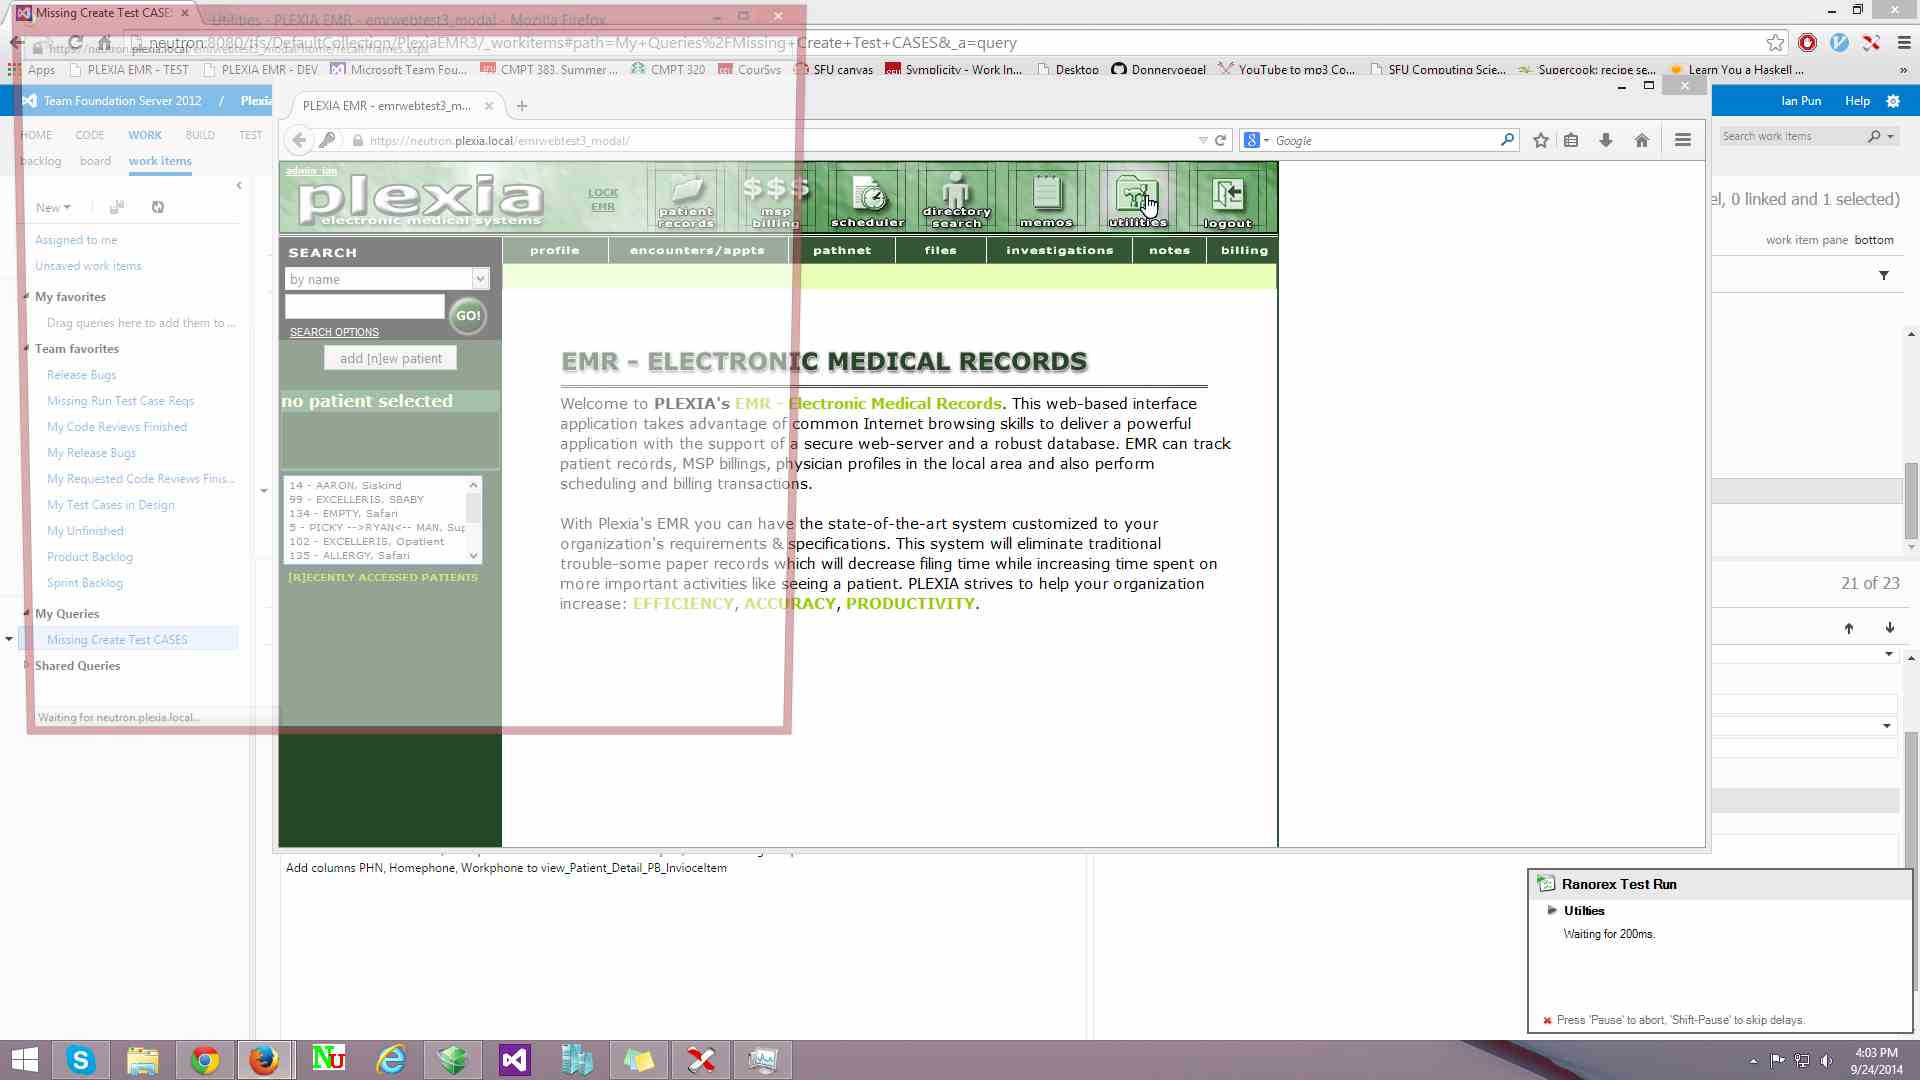 Missing Create Test CASES
Utilities - PLEXIA EMR - emrwebtest3_modal - Mozilla Firefox
neutron:8080/tfs/DefaultCollection/PlexiaEMR3/_workitems#path=My+Queries%2FMissing+Create+Test+CASES&_a=query
Apps
PLEXIA EMR - TEST
PLEXIA EMR - DEV
Microsoft Team Fou...
CMPT 383, Summer ...
CMPT 320
CourSys
SFU canvas
Symplicity - Work In...
Desktop
Donnervoegel
YouTube to mp3 Co...
SFU Computing Scie...
Supercook: recipe se...
Learn You a Haskell ...
»
Team Foundation Server 2012 / Plexia
Ian Pun
Help
PLEXIA EMR - emrwebtest3_m...
HOME CODE WORK BUILD TEST
https://neutron.plexia.local/emrwebtest3_modal/
Google
Search work items
backlog board work items
admin_ian
plexia
electronic medical systems
LOCK
EMR
patient
records
$$$
msp
billing
scheduler
directory
search
memos
utilities
logout
el, 0 linked and 1 selected)
New
work item pane bottom
SEARCH
profile
encounters/appts
pathnet
files
investigations
notes
billing
Assigned to me
Unsaved work items
by name
My favorites
GO!
Drag queries here to add them to ...
SEARCH OPTIONS
Team favorites
add [n]ew patient
EMR - ELECTRONIC MEDICAL RECORDS
Release Bugs
Missing Run Test Case Reqs
My Code Reviews Finished
My Release Bugs
My Requested Code Reviews Finis...
My Test Cases in Design
My Unfinished
Product Backlog
Sprint Backlog
My Queries
Missing Create Test CASES
Shared Queries
Waiting for neutron.plexia.local...
no patient selected
14 - AARON, Siskind
99 - EXCELLERIS, SBABY
134 - EMPTY, Safari
5 - PICKY -->RYAN<-- MAN, Sup
102 - EXCELLERIS, Opatient
135 - ALLERGY, Safari
[R]ECENTLY ACCESSED PATIENTS
Welcome to PLEXIA's EMR - Electronic Medical Records. This web-based interface
application takes advantage of common Internet browsing skills to deliver a powerful
application with the support of a secure web-server and a robust database. EMR can track
patient records, MSP billings, physician profiles in the local area and also perform
scheduling and billing transactions.
With Plexia's EMR you can have the state-of-the-art system customized to your
organization's requirements & specifications. This system will eliminate traditional
trouble-some paper records which will decrease filing time while increasing time spent on
more important activities like seeing a patient. PLEXIA strives to help your organization
increase: EFFICIENCY, ACCURACY, PRODUCTIVITY.
21 of 23
Add columns PHN, Homephone, Workphone to view_Patient_Detail_PB_InvioceItem
Ranorex Test Run
Utilties
Waiting for 200ms.
Press 'Pause' to abort, 'Shift-Pause' to skip delays.
Nu
4:03 PM
9/24/2014